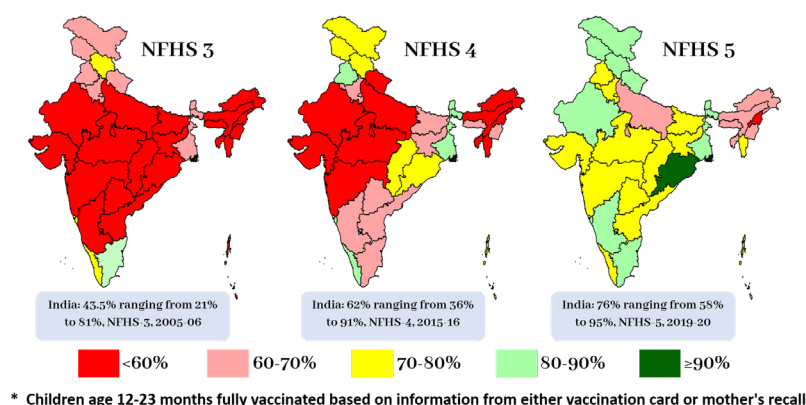 NFHS 3
NFHS 4
NFHS 5
India: 43.5% ranging from 21%
to 81%, NFHS-3, 2005-06
India: 62% ranging from 36%
to 91%, NFHS-4, 2015-16
India: 76% ranging from 58%
to 95%, NFHS-5, 2019-20
<60%
60-70%
70-80%
80-90%
≥90%
* Children age 12-23 months fully vaccinated based on information from either vaccination card or mother's recall